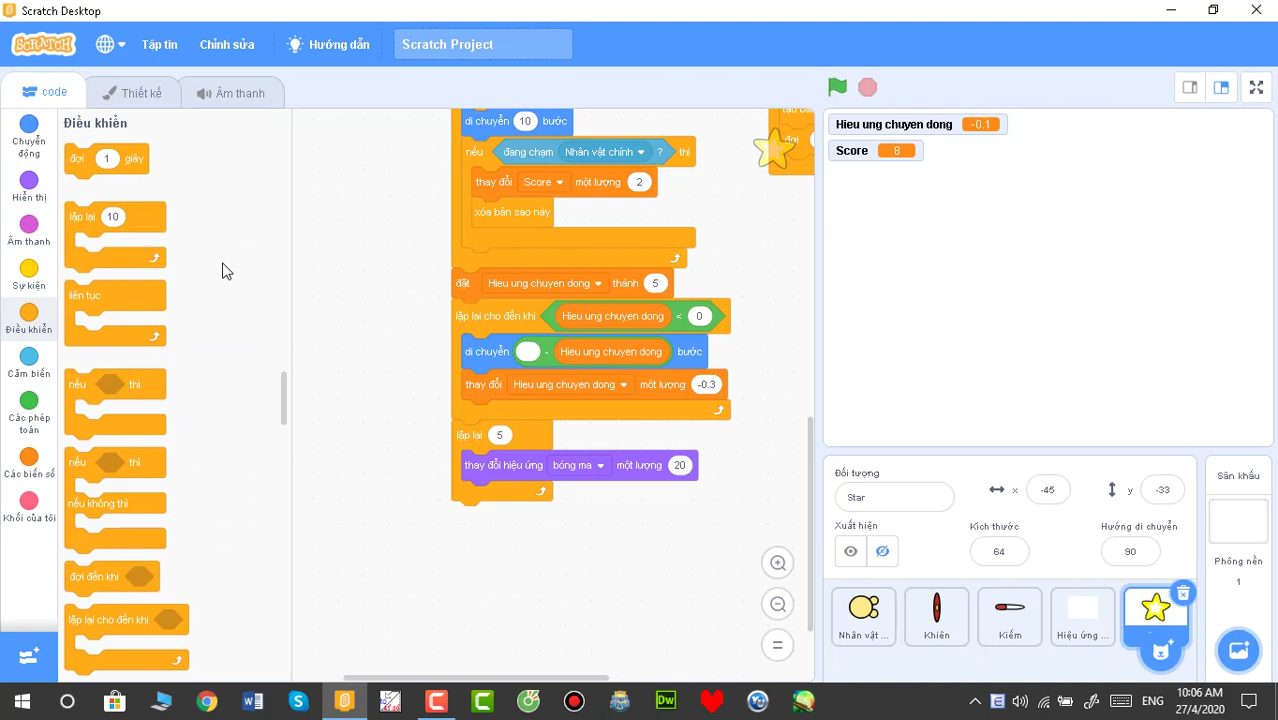 Scratch Desktop
SCRATCH
Tập tin
Chỉnh sửa
Hướng dẫn
Scratch Project
code
Thiết kế
Âm thanh
Chuyển động
Hiển thị
Âm thanh
Sự kiện
Điều khiển
Cảm biến
Các phép toán
Các biến số
Khối của tôi
Điều khiển
đợi 1 giây
lặp lại 10
liên tục
nếu thì
nếu thì
nếu không thì
đợi đến khi
lặp lại cho đến khi
di chuyển 10 bước
nếu đang chạm Nhân vật chính ? thì
thay đổi Score một lượng 2
xóa bản sao này
đặt Hieu ung chuyen dong thành 5
lặp lại cho đến khi Hieu ung chuyen dong < 0
di chuyển - Hieu ung chuyen dong bước
thay đổi Hieu ung chuyen dong một lượng -0.3
lặp lại 5
thay đổi hiệu ứng bóng ma một lượng 20
đợi
Hieu ung chuyen dong -0.1
Score 8
Đối tượng
Star
x -45
y -33
Xuất hiện
Kích thước
64
Hướng di chuyển
90
Nhân vật ...
Khiên
Kiếm
Hiệu ứng ...
Sân khấu
Phông nền
1
ENG
10:06 AM
27/4/2020